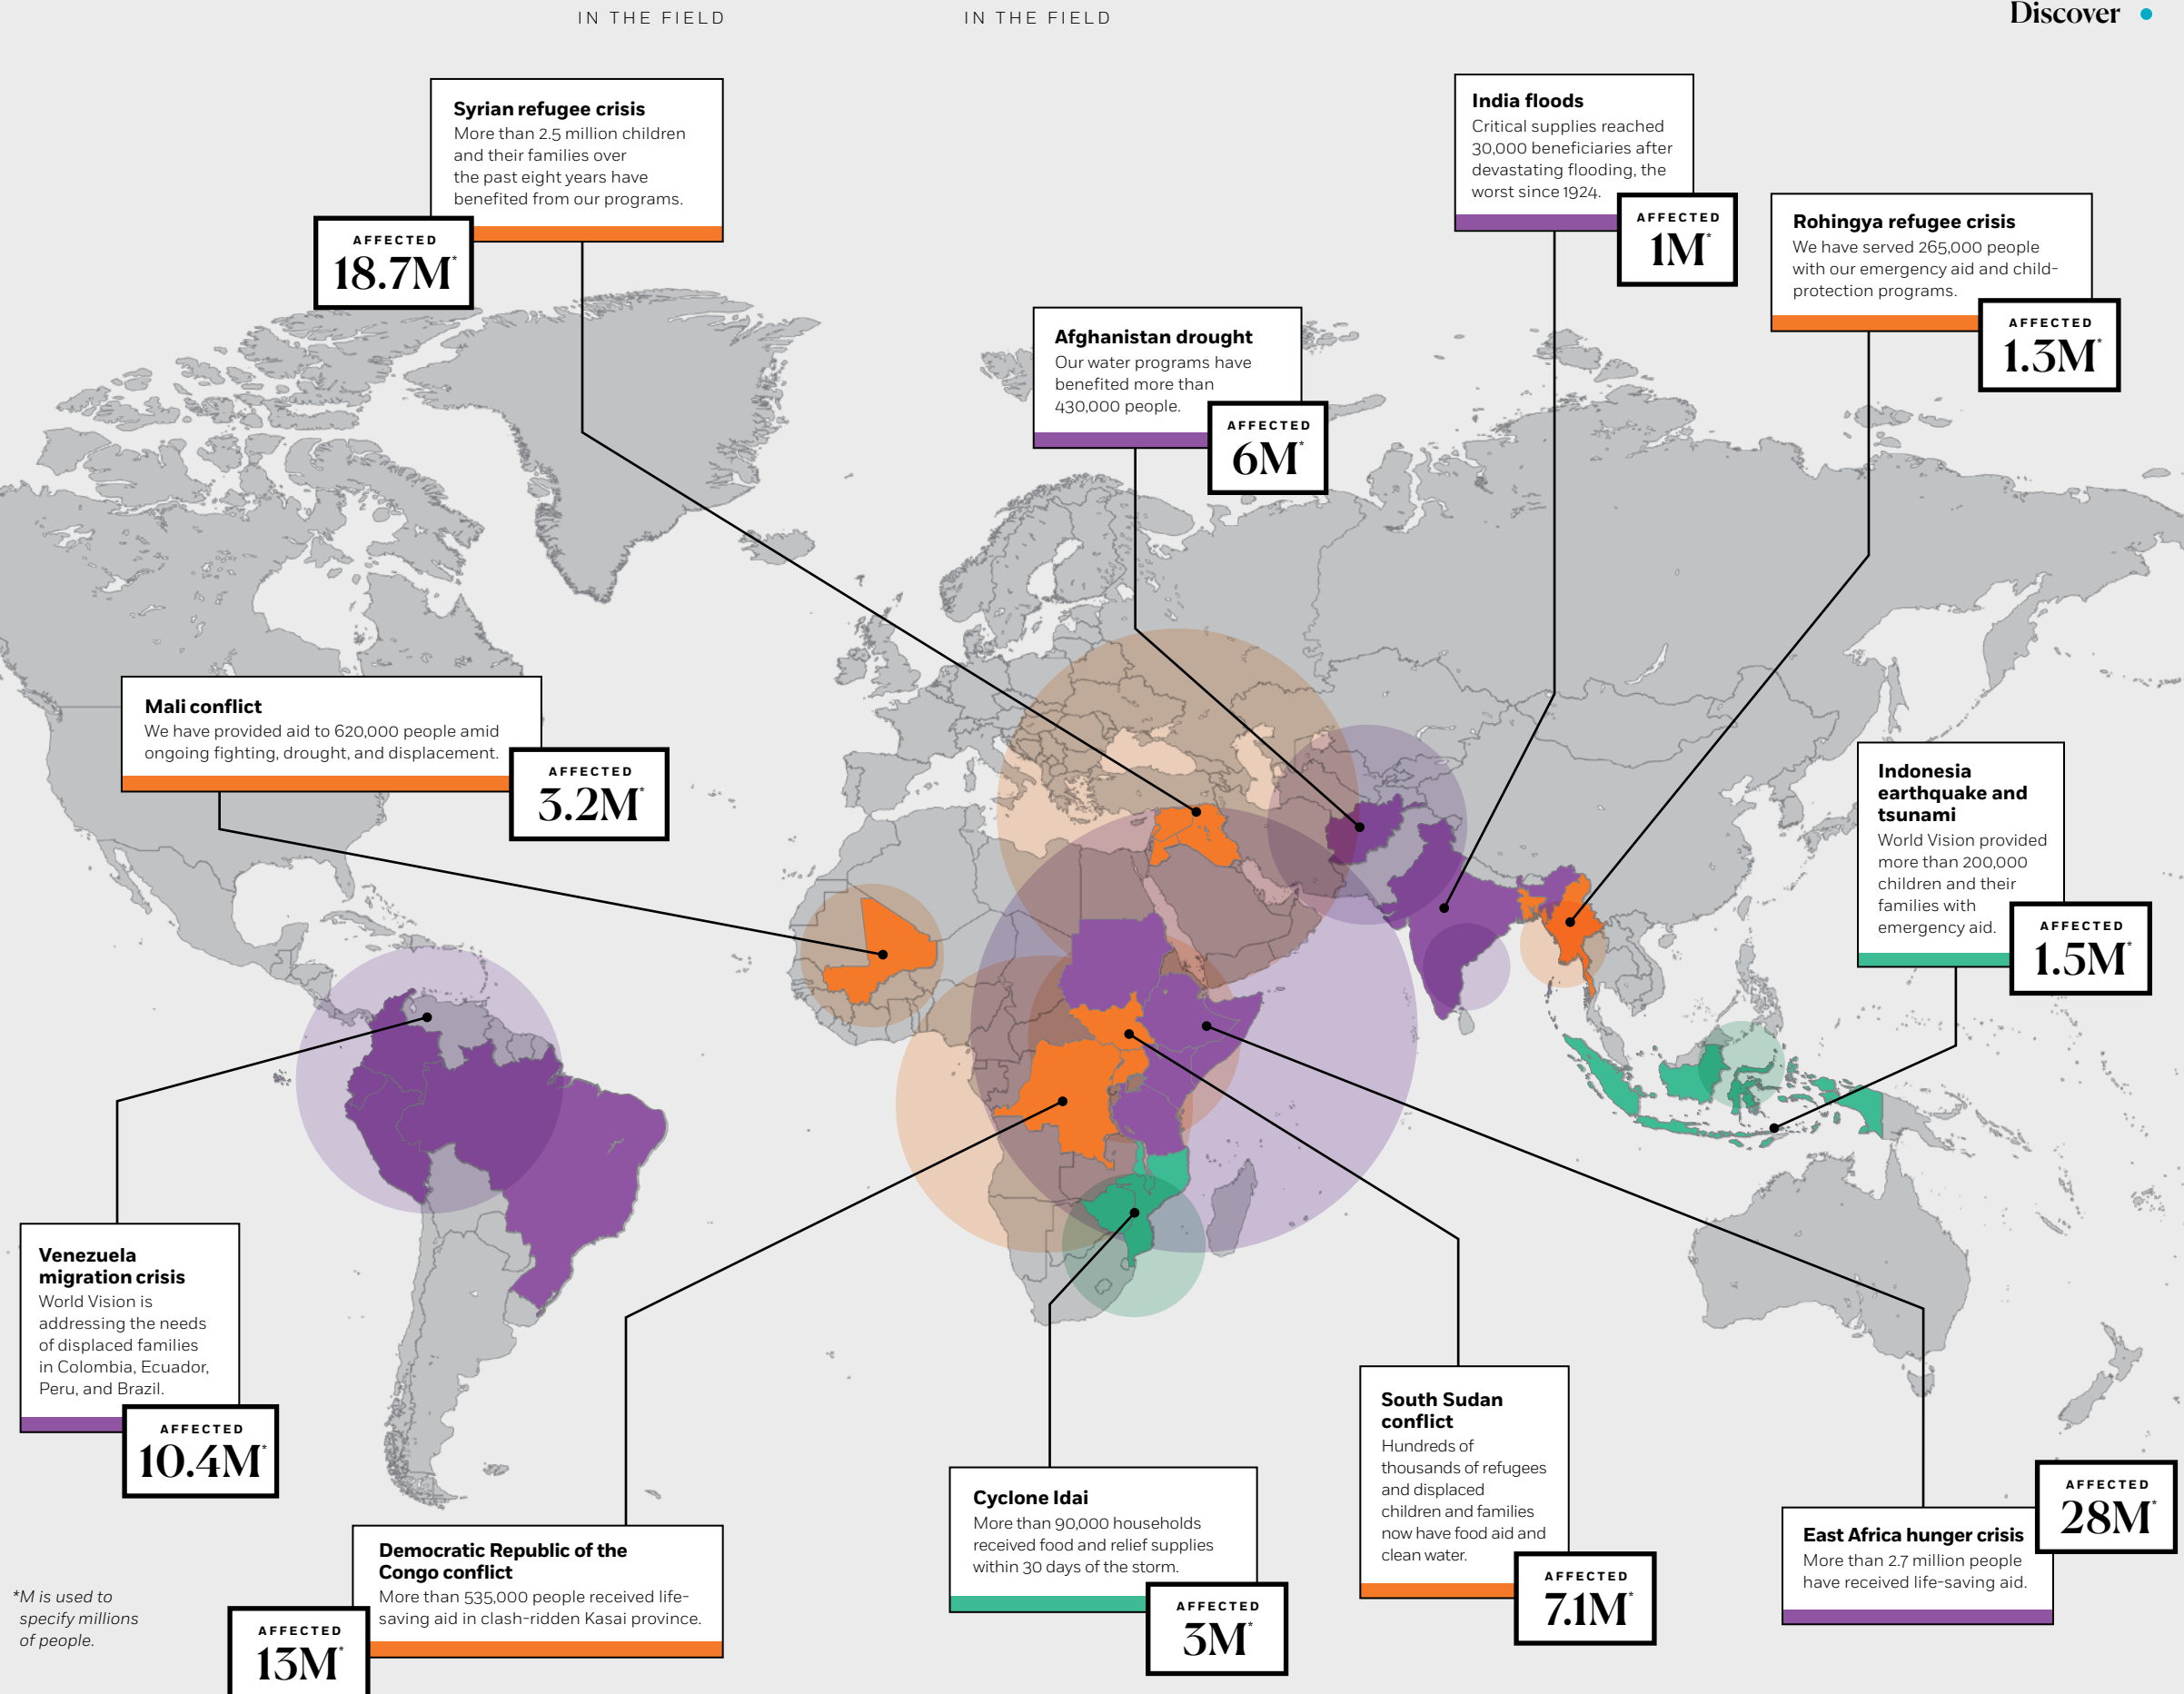 IN THE FIELD
IN THE FIELD
Discover
Syrian refugee crisis
More than 2.5 million children
and their families over
the past eight years have
benefited from our programs.
AFFECTED
18.7M*
India floods
Critical supplies reached
30,000 beneficiaries after
devastating flooding, the
worst since 1924.
AFFECTED
1M*
Rohingya refugee crisis
We have served 265,000 people
with our emergency aid and child-
protection programs.
AFFECTED
1.3M*
Afghanistan drought
Our water programs have
benefited more than
430,000 people.
AFFECTED
6M*
Mali conflict
We have provided aid to 620,000 people amid
ongoing fighting, drought, and displacement.
AFFECTED
3.2M*
Indonesia
earthquake and
tsunami
World Vision provided
more than 200,000
children and their
families with
emergency aid.
AFFECTED
1.5M*
Venezuela
migration crisis
World Vision is
addressing the needs
of displaced families
in Colombia, Ecuador,
Peru, and Brazil.
AFFECTED
10.4M*
South Sudan
conflict
Hundreds of
thousands of refugees
and displaced
children and families
now have food aid and
clean water.
AFFECTED
7.1M*
Cyclone Idai
More than 90,000 households
received food and relief supplies
within 30 days of the storm.
AFFECTED
3M*
East Africa hunger crisis
More than 2.7 million people
have received life-saving aid.
AFFECTED
28M*
Democratic Republic of the
Congo conflict
More than 535,000 people received life-
saving aid in clash-ridden Kasai province.
AFFECTED
13M*
*M is used to
specify millions
of people.